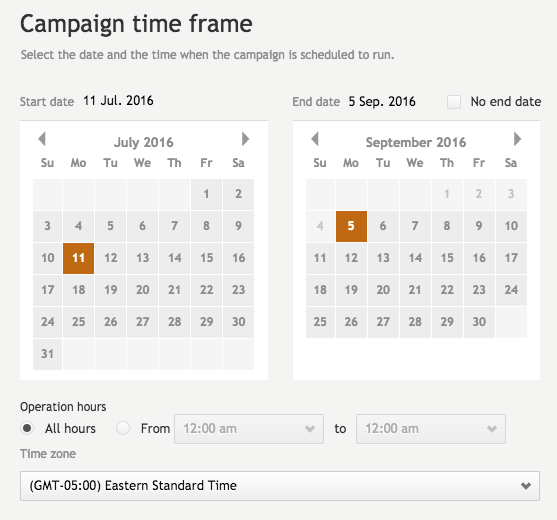 Campaign time frame
Select the date and the time when the campaign is scheduled to run.
Start date 11 Jul. 2016
End date 5 Sep. 2016 No end date
July 2016
Su Mo Tu We Th Fr Sa
1 2
3 4 5 6 7 8 9
10 11 12 13 14 15 16
17 18 19 20 21 22 23
24 25 26 27 28 29 30
31
September 2016
Su Mo Tu We Th Fr Sa
1 2 3
4 5 6 7 8 9 10
11 12 13 14 15 16 17
18 19 20 21 22 23 24
25 26 27 28 29 30
Operation hours
All hours From 12:00 am to 12:00 am
Time zone
(GMT-05:00) Eastern Standard Time